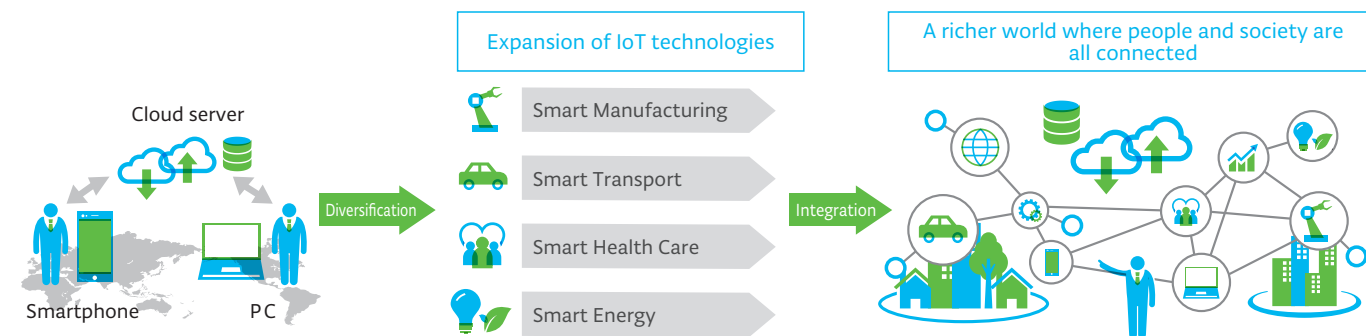 Cloud server
Smartphone
PC
Diversification
Expansion of IoT technologies
Smart Manufacturing
Smart Transport
Smart Health Care
Smart Energy
Integration
A richer world where people and society are
all connected